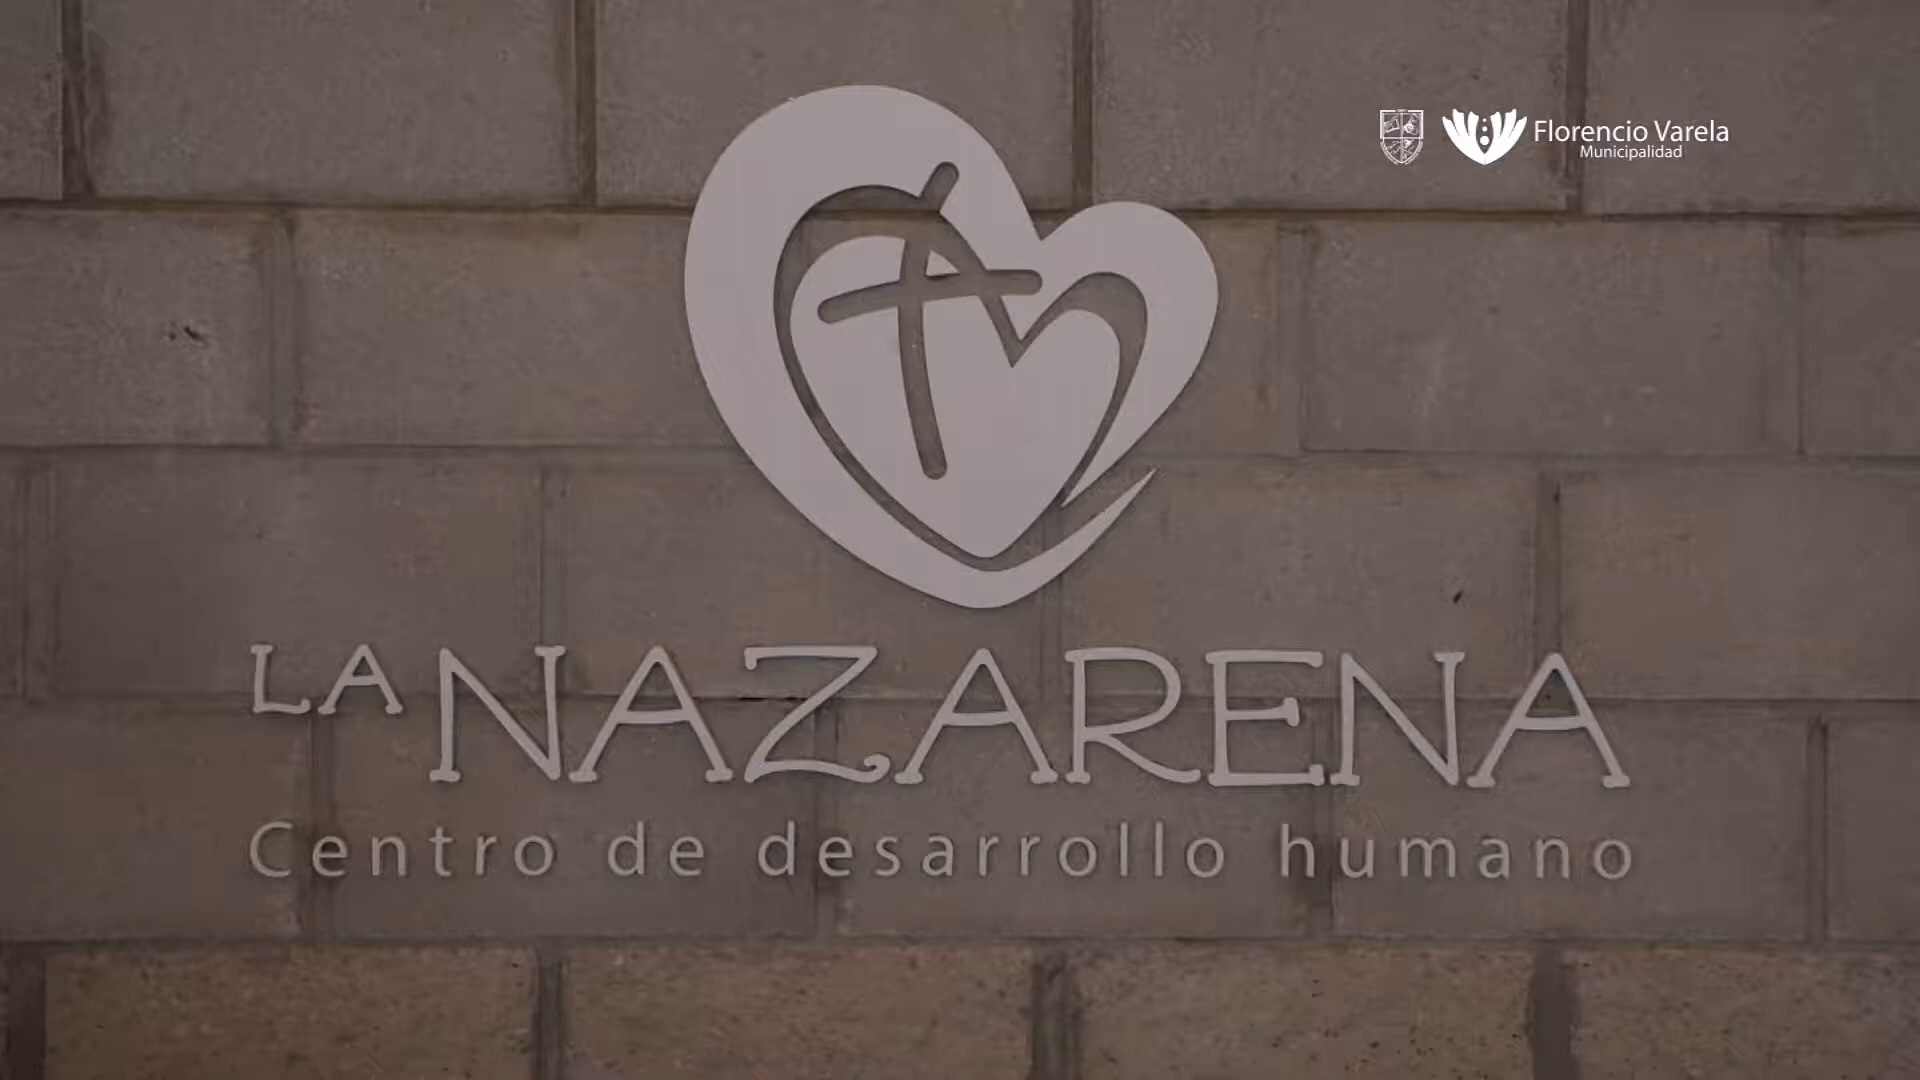 Florencio Varela
Municipalidad
LA NAZARENA
Centro de desarrollo humano